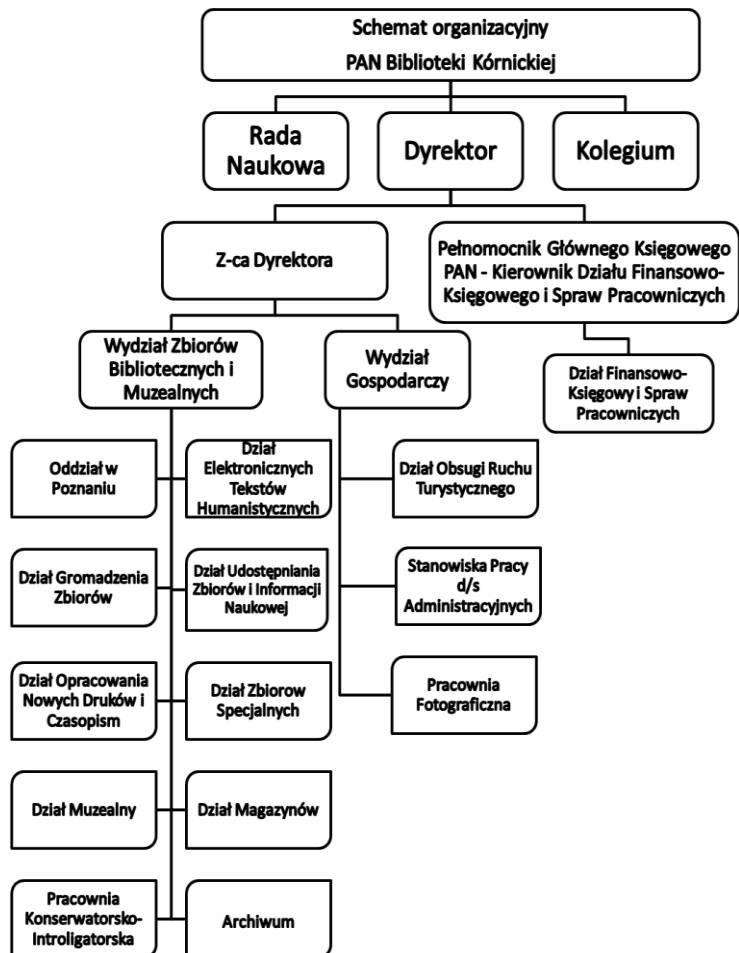 Schemat organizacyjny
PAN Biblioteki Kórnickiej
Rada
Naukowa
Dyrektor
Kolegium
Z-ca Dyrektora
Pełnomocnik Głównego Księgowego
PAN - Kierownik Działu Finansowo-
Księgowego i Spraw Pracowniczych
Wydział Zbiorów
Bibliotecznych i
Muzealnych
Wydział
Gospodarczy
Dział Finansowo-
Księgowy i Spraw
Pracowniczych
Oddział w
Poznaniu
Dział
Elektronicznych
Tekstów
Humanistycznych
Dział Obsugi Ruchu
Turystycznego
Dział Gromadzenia
Zbiorów
Dział Udostępniania
Zbiorów i Informacji
Naukowej
Stanowiska Pracy
d/s
Administracyjnych
Dział Opracowania
Nowych Druków i
Czasopism
Dział Zbiorow
Specjalnych
Pracownia
Fotograficzna
Dział Muzealny
Dział Magazynów
Pracownia
Konserwatorsko-
Introligatorska
Archiwum